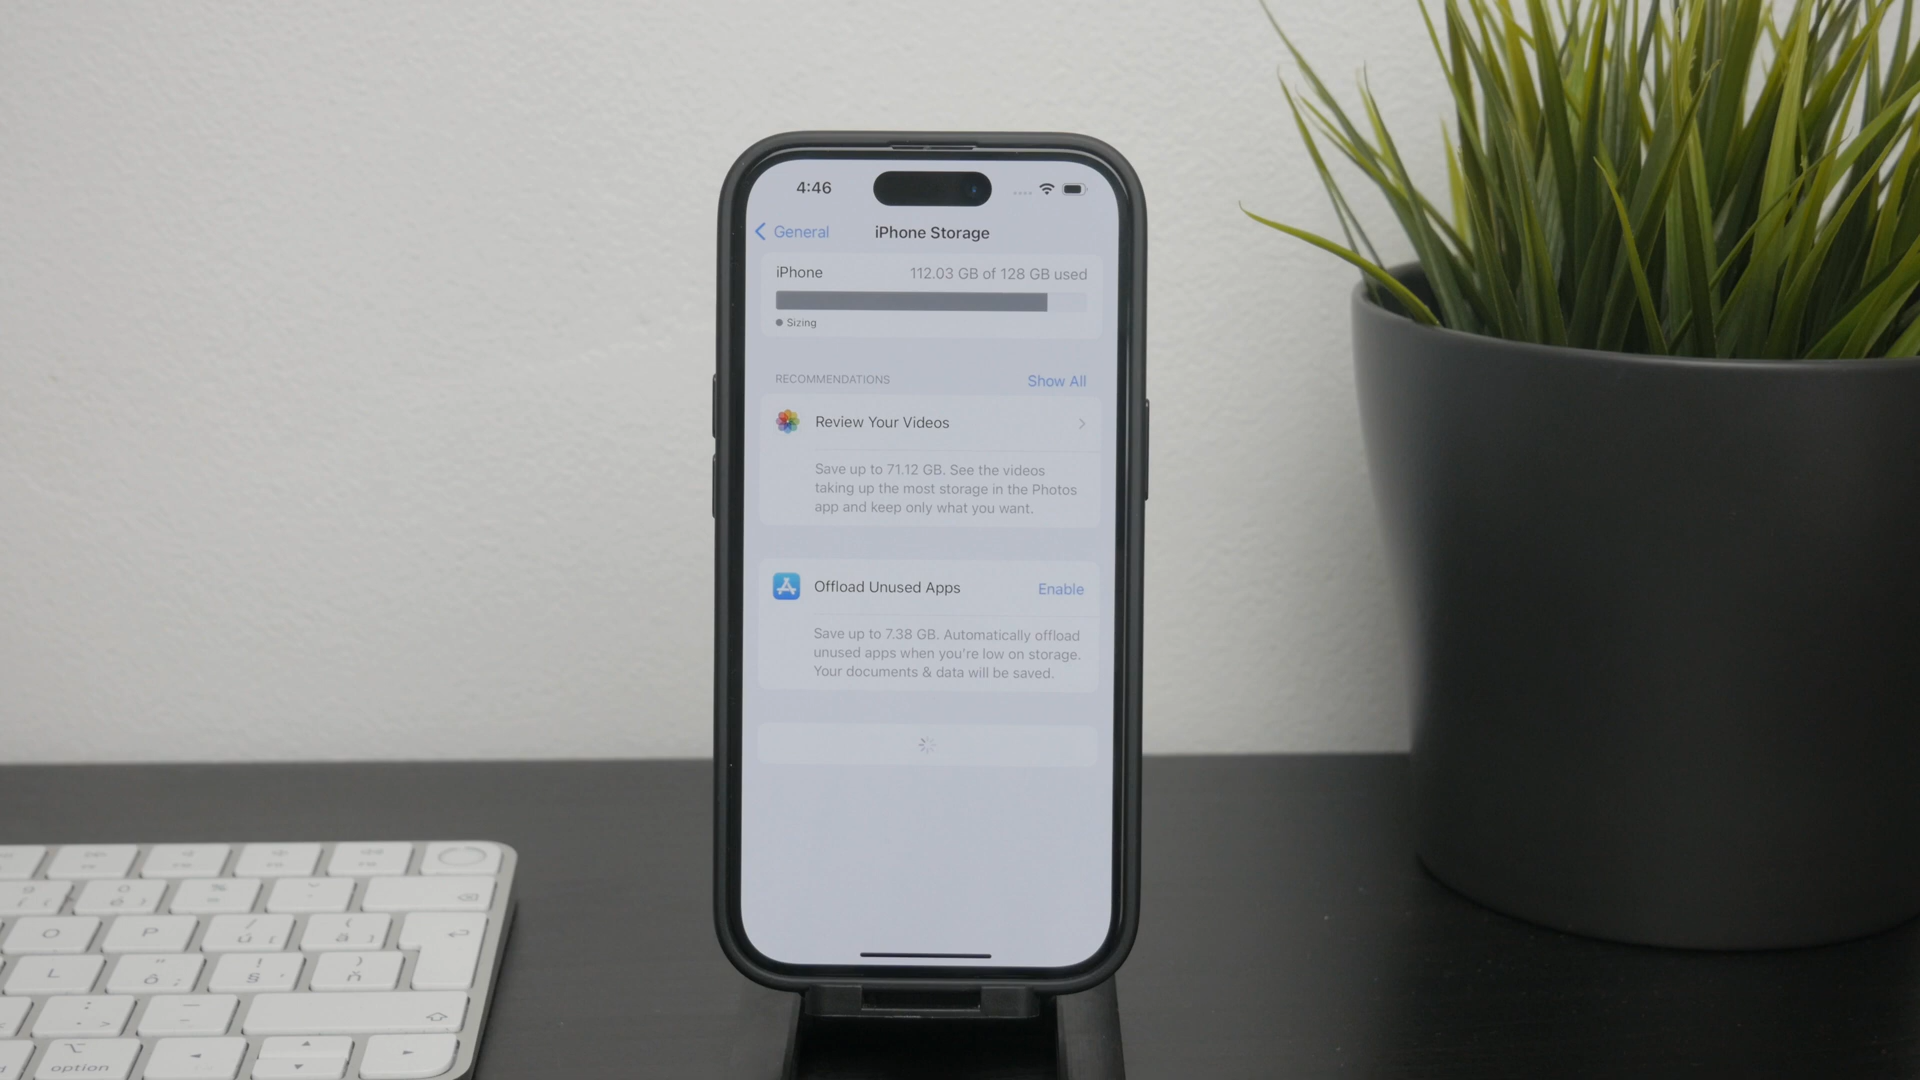 4:46
General
iPhone Storage
iPhone
112.03 GB of 128 GB used
Sizing
RECOMMENDATIONS
Show All
Review Your Videos
Save up to 71.12 GB. See the videos
taking up the most storage in the Photos
app and keep only what you want.
Offload Unused Apps
Enable
Save up to 7.38 GB. Automatically offload
unused apps when you're low on storage.
Your documents & data will be saved.
O
P
ú
L
ô ;
§
ň
option